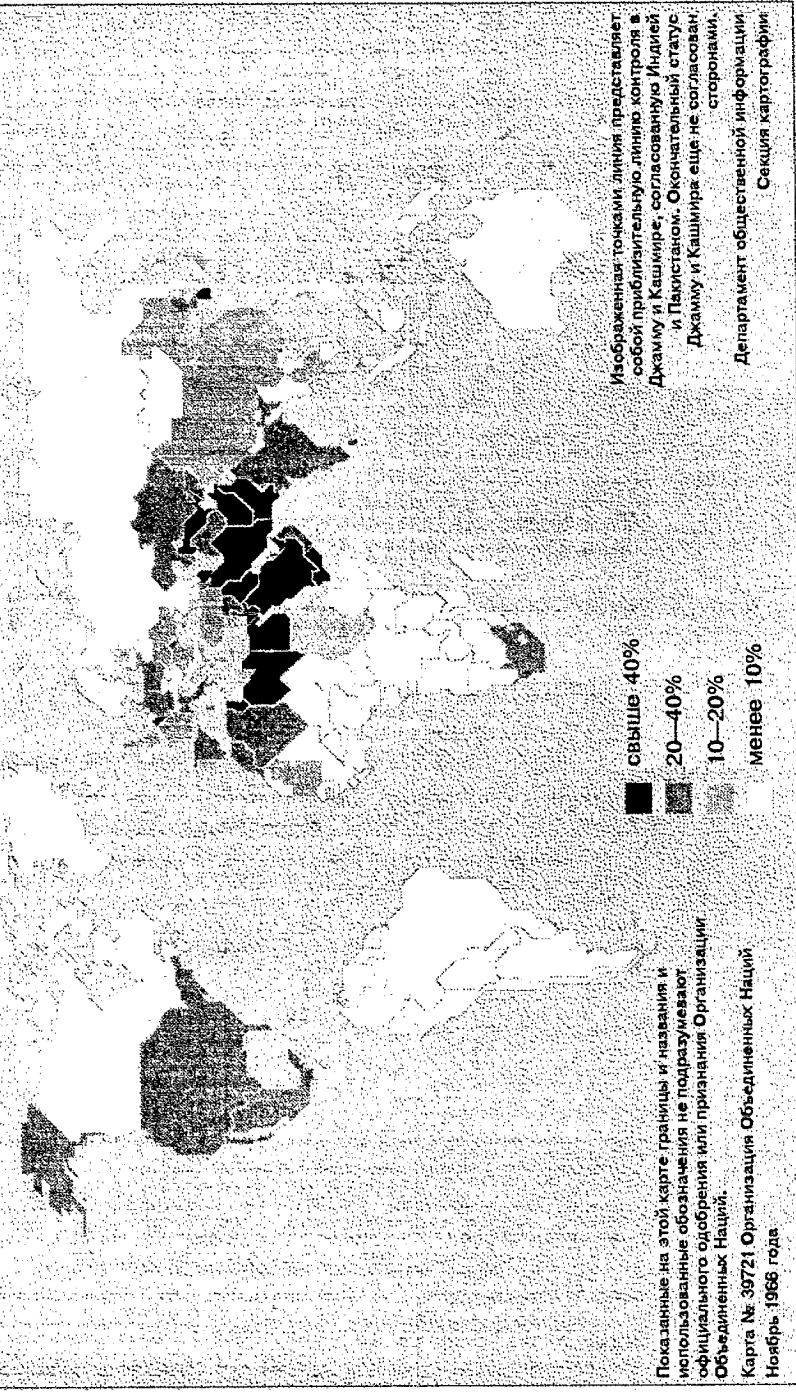 Показанные на этой карте границы и названия и
использованные обозначения не подразумевают
официального одобрения или признания Организации
Объединенных Наций.
Карта № 39721 Организация Объединенных Наций
Ноябрь 1966 года
свыше 40%
20—40%
10—20%
менее 10%
Изображенная точками линия представляет
собой приблизительную линию контроля в
Джамму и Кашмире, согласованную Индией
и Пакистаном. Окончательный статус
Джамму и Кашмира еще не согласован
сторонами.
Департамент общественной информации
Секция картографии